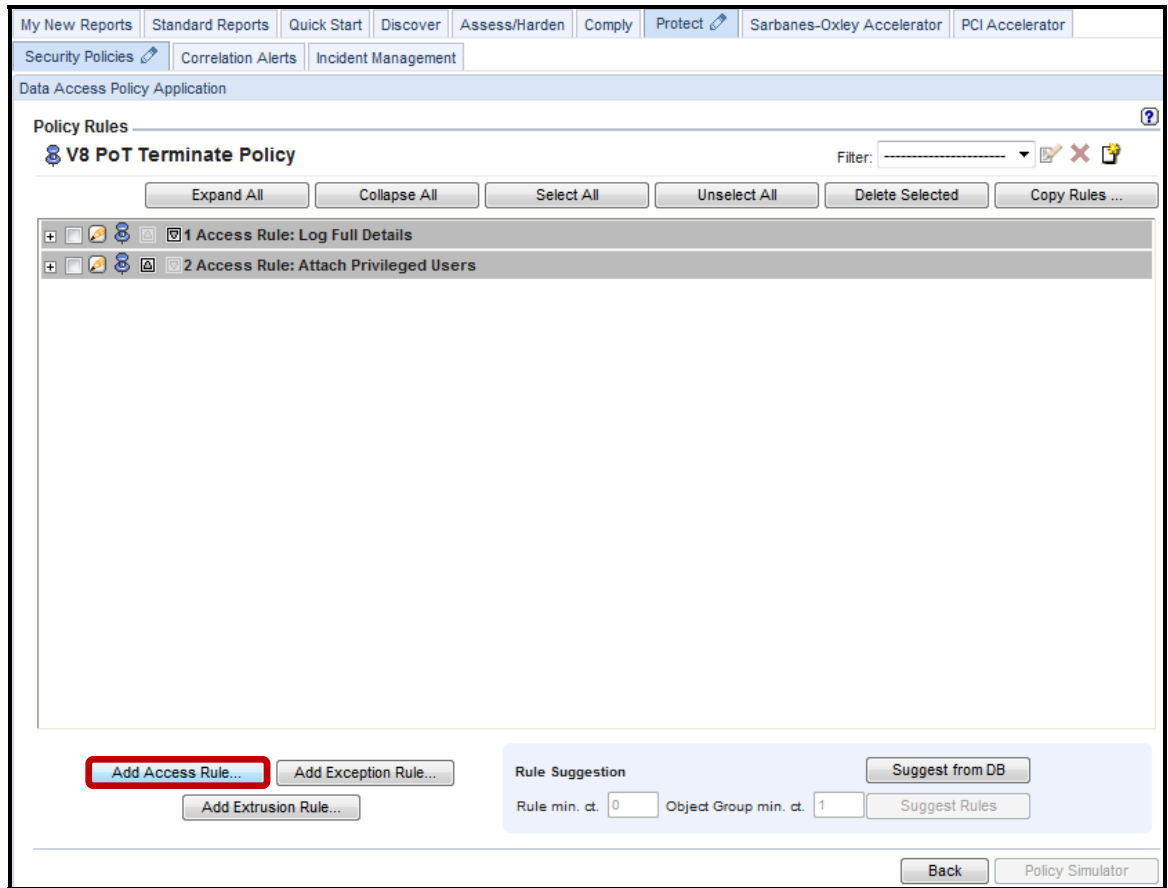 My New Reports Standard Reports Quick Start Discover Assess/Harden Comply Protect Sarbanes-Oxley Accelerator PCI Accelerator
Security Policies Correlation Alerts Incident Management
Data Access Policy Application
?
Policy Rules
V8 PoT Terminate Policy Filter: ----------------------
Expand All Collapse All Select All Unselect All Delete Selected Copy Rules ...
1 Access Rule: Log Full Details
2 Access Rule: Attach Privileged Users
Add Access Rule... Add Exception Rule... Rule Suggestion Suggest from DB
Add Extrusion Rule... Rule min. ct. 0 Object Group min. ct. 1 Suggest Rules
Back Policy Simulator